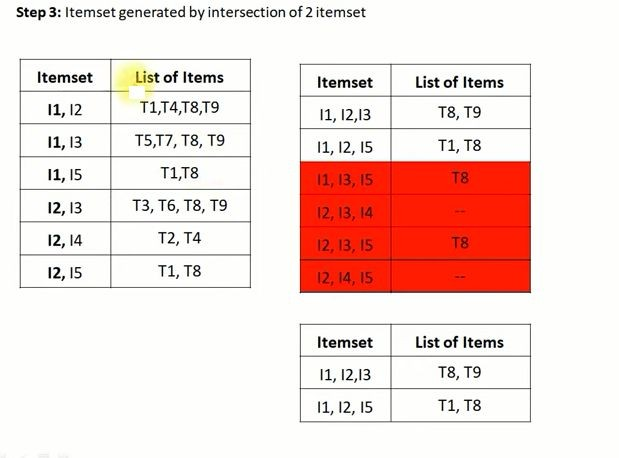 Step 3: Itemset generated by intersection of 2 itemset
Itemset List of Items
I1, I2 T1,T4,T8,T9
I1, I3 T5,T7, T8, T9
I1, I5 T1,T8
I2, I3 T3, T6, T8, T9
I2, I4 T2, T4
I2, I5 T1, T8
Itemset List of Items
I1, I2,I3 T8, T9
I1, I2, I5 T1, T8
I1, I3, I5 T8
I2, I3, I4 --
I2, I3, I5 T8
I2, I4, I5 --
Itemset List of Items
I1, I2,I3 T8, T9
I1, I2, I5 T1, T8